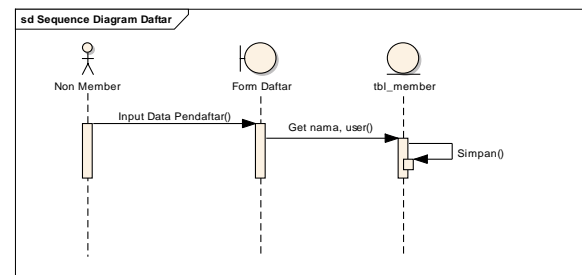 sd Sequence Diagram Daftar
Non Member
Form Daftar
tbl_member
Input Data Pendaftar()
Get nama, user()
Simpan()